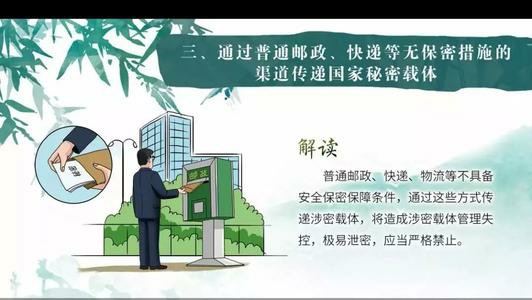 三、通过普通邮政、快递等无保密措施的
渠道传递国家秘密载体
解读
普通邮政、快递、物流等不具备
安全保密保障条件，通过这些方式传
递涉密载体，将造成涉密载体管理失
控，极易泄密，应当严格禁止。